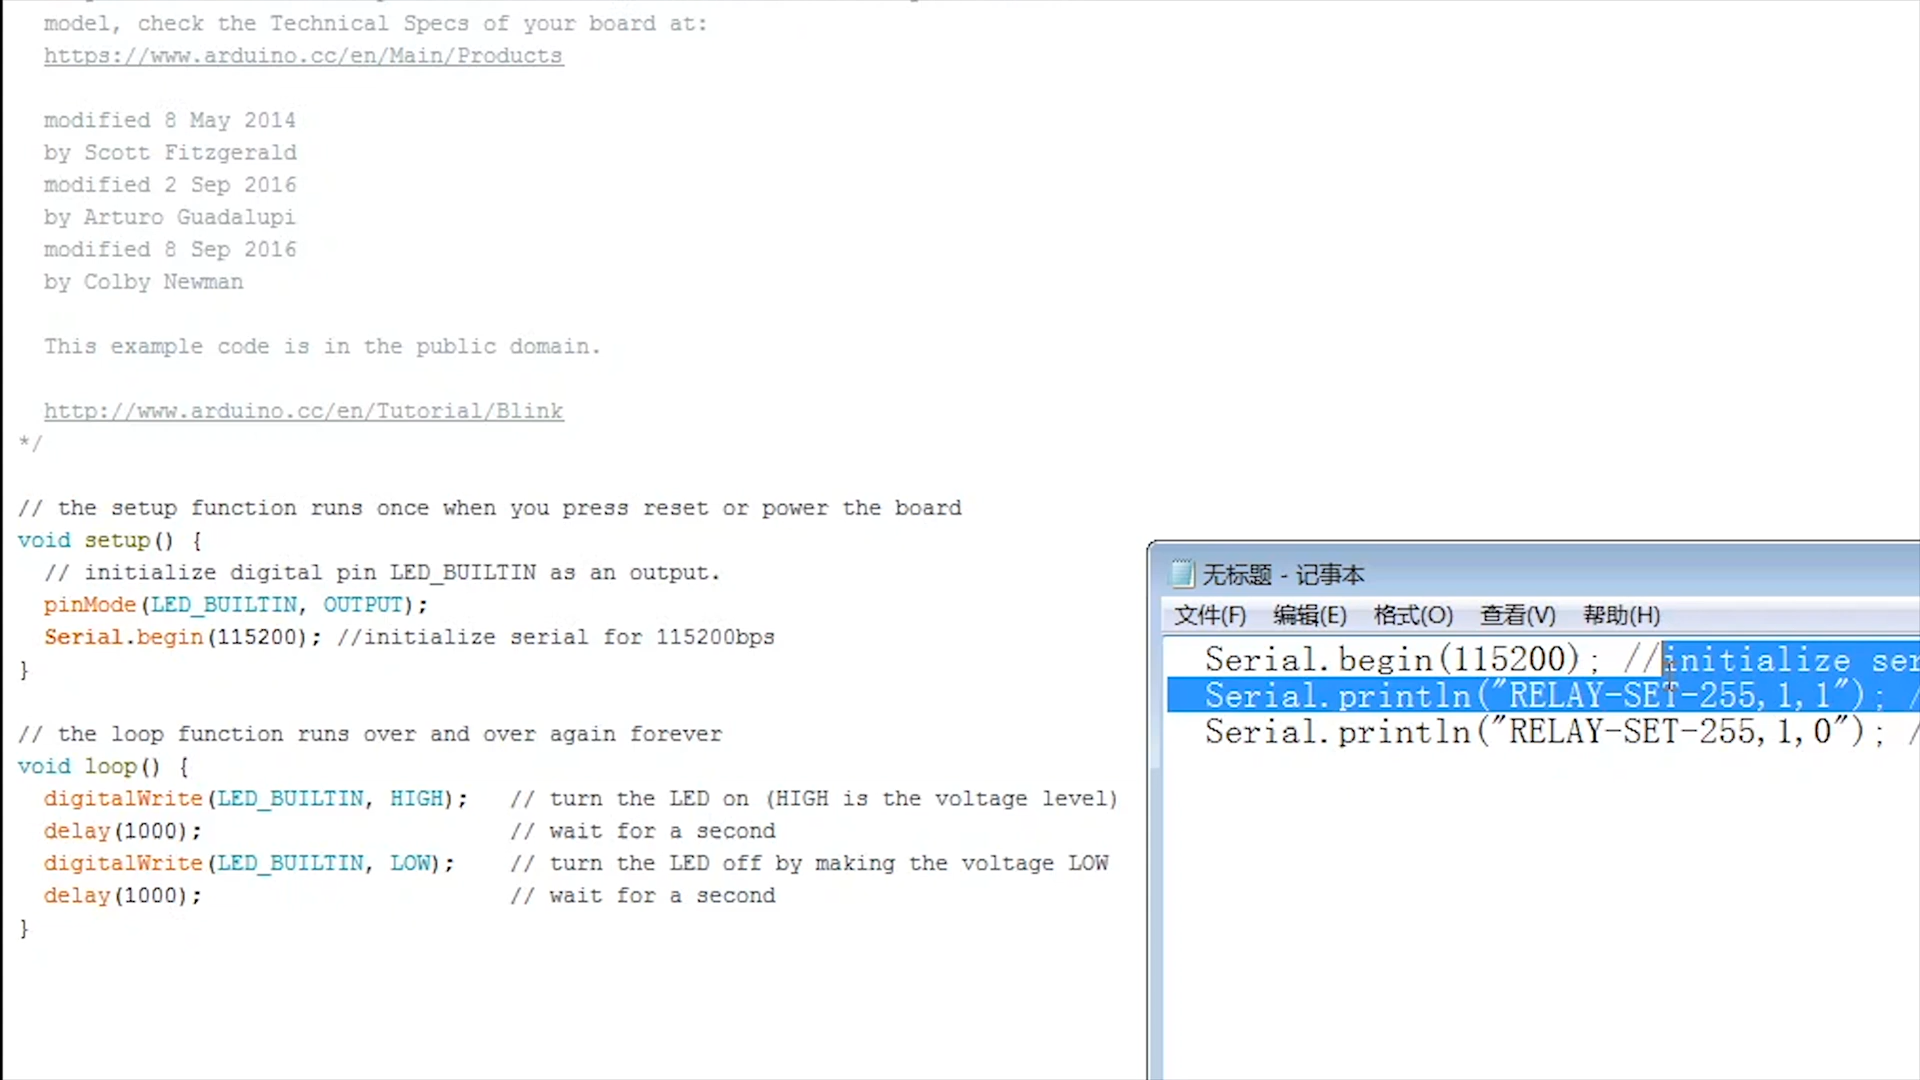 model, check the Technical Specs of your board at:
https://www.arduino.cc/en/Main/Products
modified 8 May 2014
by Scott Fitzgerald
modified 2 Sep 2016
by Arturo Guadalupi
modified 8 Sep 2016
by Colby Newman
This example code is in the public domain.
http://www.arduino.cc/en/Tutorial/Blink
*/
// the setup function runs once when you press reset or power the board
void setup() {
// initialize digital pin LED_BUILTIN as an output.
pinMode(LED_BUILTIN, OUTPUT);
Serial.begin(115200); //initialize serial for 115200bps
}
// the loop function runs over and over again forever
void loop() {
digitalWrite(LED_BUILTIN, HIGH); // turn the LED on (HIGH is the voltage level)
delay(1000); // wait for a second
digitalWrite(LED_BUILTIN, LOW); // turn the LED off by making the voltage LOW
delay(1000); // wait for a second
}
无标题 - 记事本
文件(F) 编辑(E) 格式(O) 查看(V) 帮助(H)
Serial.begin(115200); //initialize ser
Serial.println("RELAY-SET-255,1,1"); /
Serial.println("RELAY-SET-255,1,0"); /